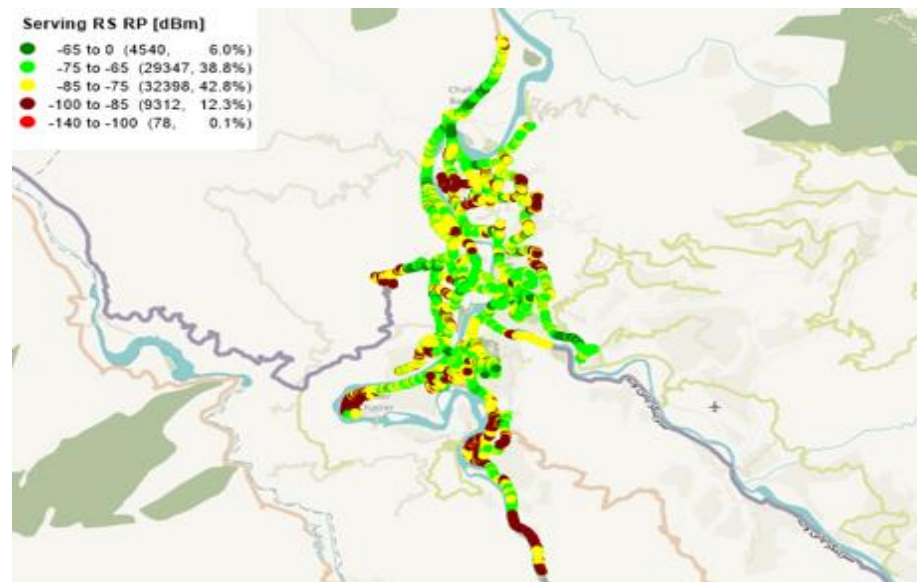 Serving RS RP [dBm]
-65 to 0 (4540, 6.0%)
-75 to -65 (29347, 38.8%)
-85 to -75 (32398, 42.8%)
-100 to -85 (9312, 12.3%)
-140 to -100 (78, 0.1%)